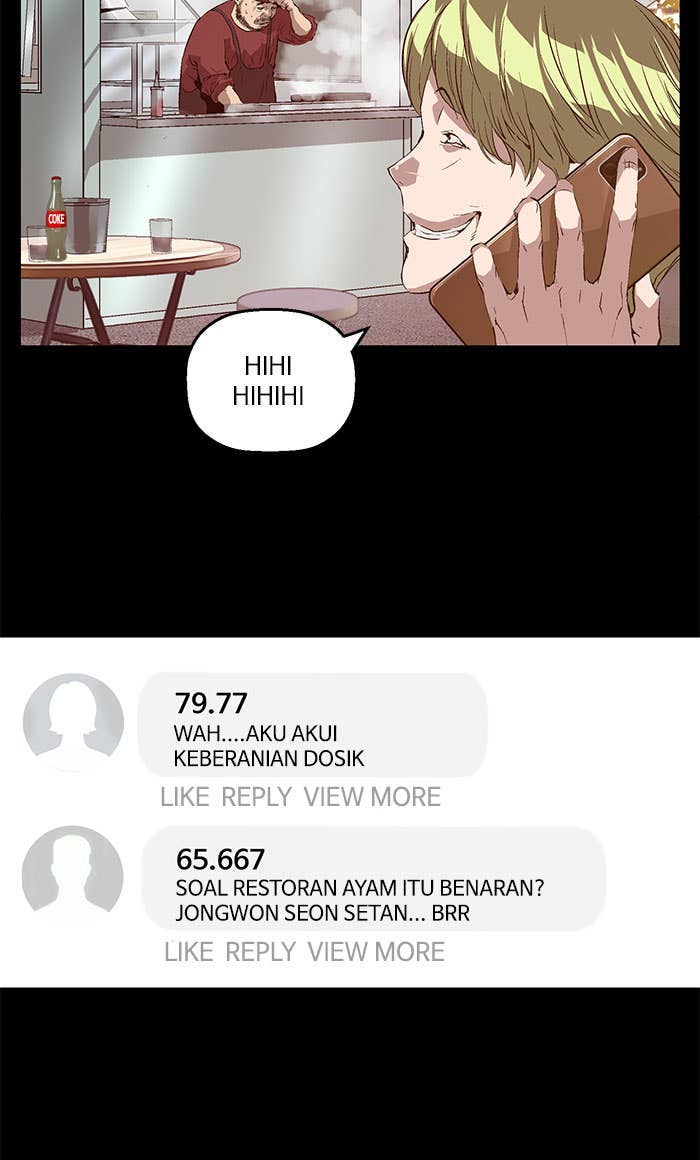 COKE
HIHI
HIHIHI
79.77
WAH....AKU AKUI
KEBERANIAN DOSIK
LIKE REPLY VIEW MORE
65.667
SOAL RESTORAN AYAM ITU BENARAN?
JONGWON SEON SETAN... BRR
LIKE REPLY VIEW MORE